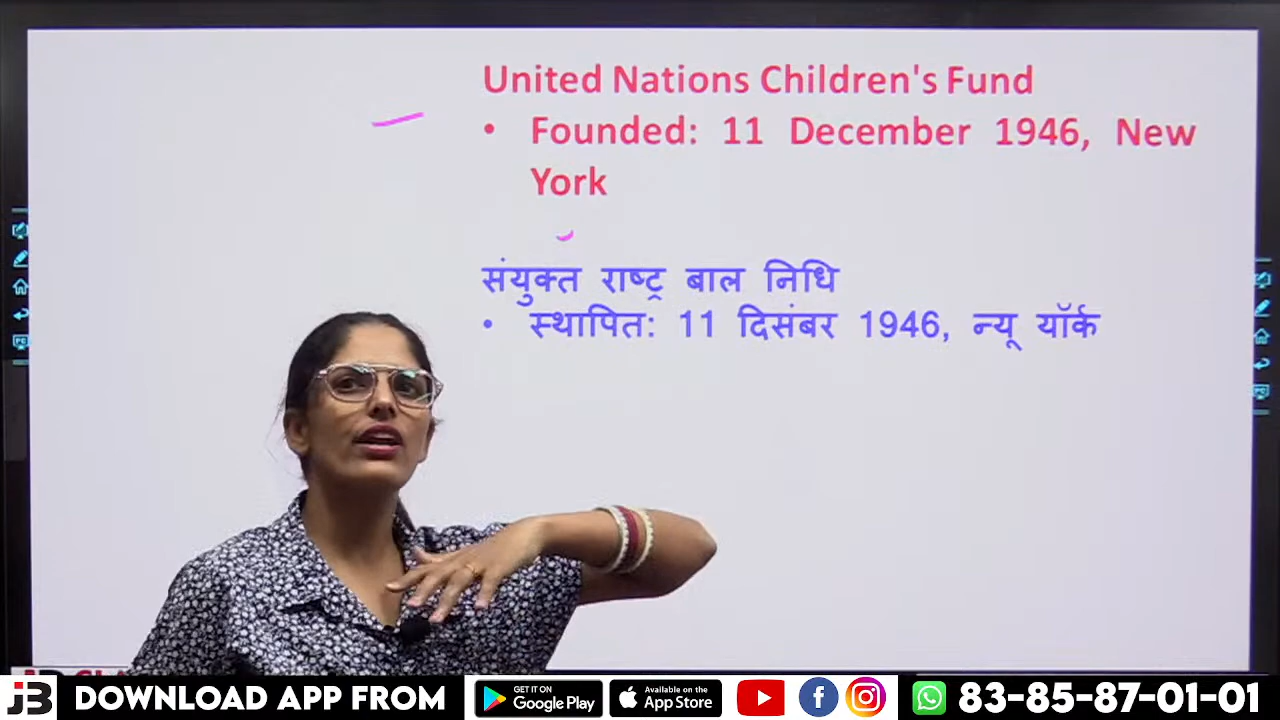 United Nations Children's Fund
• Founded: 11 December 1946, New
York
संयुक्त राष्ट्र बाल निधि
• स्थापित: 11 दिसंबर 1946, न्यू यॉर्क
JB DOWNLOAD APP FROM
GET IT ON
Google Play
Available on the
App Store
83-85-87-01-01